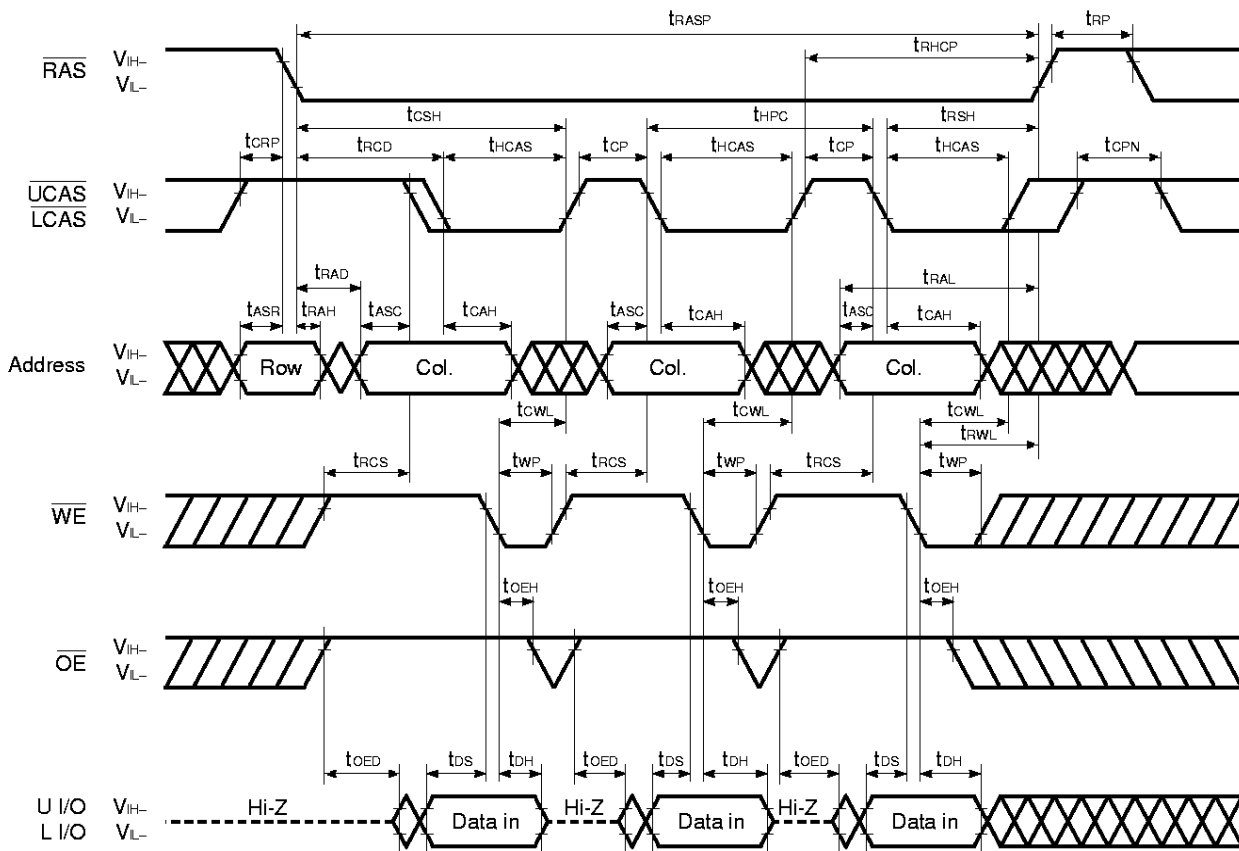 tRASP tRP
tRHCP
RAS VIH–
VIL–
tCSH tHPC tRSH
tCRP tRCD tHCAS tCP tHCAS tCP tHCAS tCPN
UCAS VIH–
LCAS VIL–
tRAD tRAL
tASR tRAH tASC tCAH tASC tCAH tASC tCAH
Address VIH–
VIL–
Row Col. Col. Col.
tCWL tCWL tCWL
tRWL
tRCS tWP tRCS tWP tRCS tWP
WE VIH–
VIL–
tOEH tOEH tOEH
OE VIH–
VIL–
tOED tDS tDH tOED tDS tDH tOED tDS tDH
U I/O VIH–
L I/O VIL–
Hi-Z Data in Hi-Z Data in Hi-Z Data in